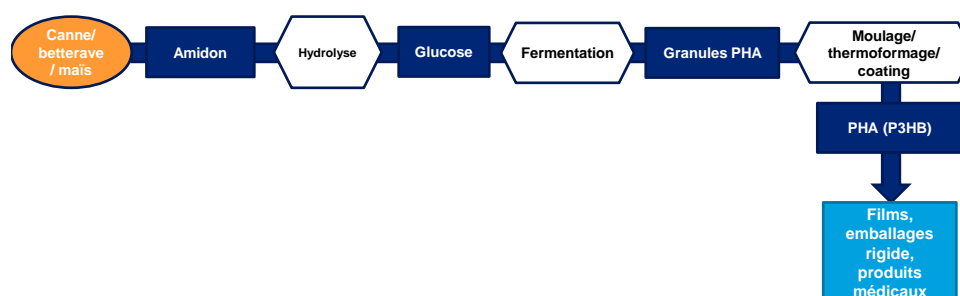 Canne/
betterave
/ maïs
Amidon
Hydrolyse
Glucose
Fermentation
Granules PHA
Moulage/
thermoformage/
coating
PHA (P3HB)
Films,
emballages
rigide,
produits
médicaux